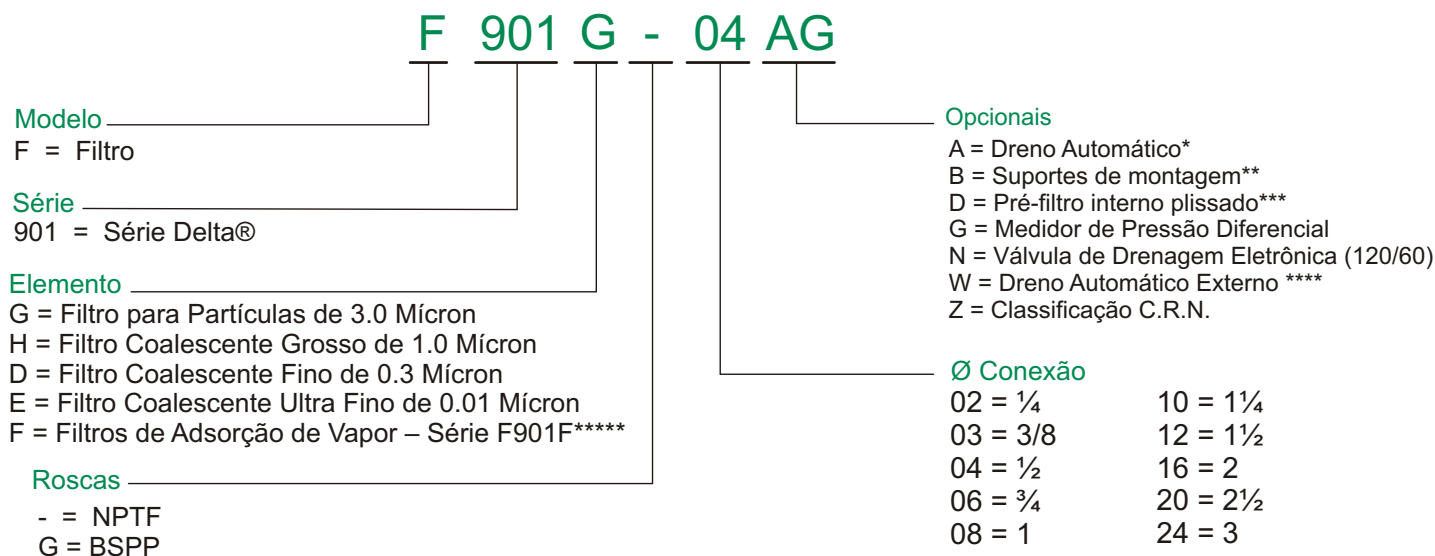 F 901 G - 04 AG
Modelo
F = Filtro
Série
901 = Série Delta®
Elemento
G = Filtro para Partículas de 3.0 Mícron
H = Filtro Coalescente Grosso de 1.0 Mícron
D = Filtro Coalescente Fino de 0.3 Mícron
E = Filtro Coalescente Ultra Fino de 0.01 Mícron
F = Filtros de Adsorção de Vapor – Série F901F*****
Roscas
- = NPTF
G = BSPP
Opcionais
A = Dreno Automático*
B = Suportes de montagem**
D = Pré-filtro interno plissado***
G = Medidor de Pressão Diferencial
N = Válvula de Drenagem Eletrônica (120/60)
W = Dreno Automático Externo ****
Z = Classificação C.R.N.
Ø Conexão
02 = ¼ 10 = 1¼
03 = 3/8 12 = 1½
04 = ½ 16 = 2
06 = ¾ 20 = 2½
08 = 1 24 = 3